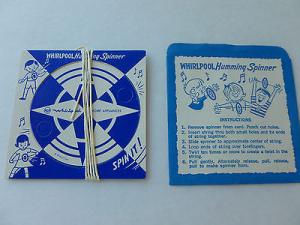 WHIRLPOOL Humming Spinner
Whirlpool
HOME APPLIANCES
SPIN IT!
WHIRLPOOL Humming Spinner
INSTRUCTIONS
1. Remove spinner from card. Punch out holes.
2. Insert string thru both small holes and tie ends of string together.
3. Slide spinner to approximate center of string.
4. Loop ends of string over forefingers.
5. Twist ten times or more to create a twist in the string.
6. Pull gently. Alternately release, pull, release, pull to make spinner hum.